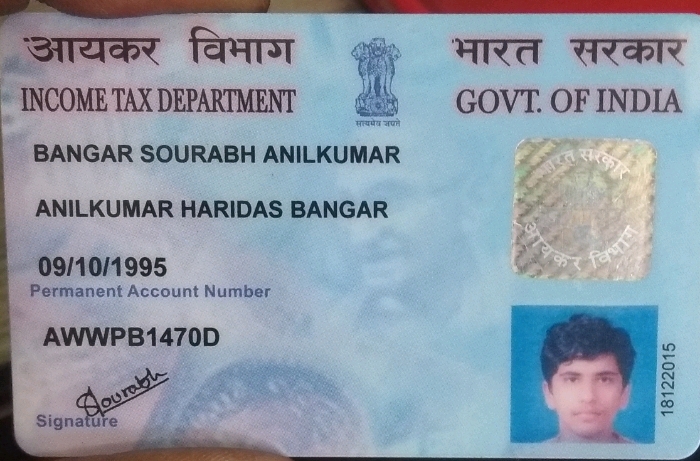 आयकर विभाग
INCOME TAX DEPARTMENT
सत्यमेव जयते
भारत सरकार
GOVT. OF INDIA
BANGAR SOURABH ANILKUMAR
ANILKUMAR HARIDAS BANGAR
09/10/1995
Permanent Account Number
AWWPB1470D
Sourabh
Signature
भारत सरकार
आयकर विभाग
18122015